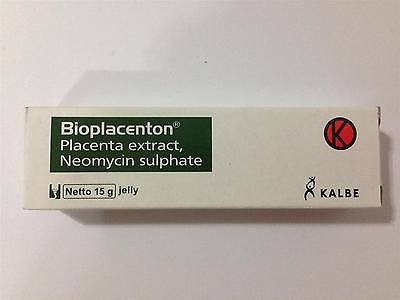 Bioplacenton®
Placenta extract,
Neomycin sulphate
Netto 15 g jelly
K
KALBE